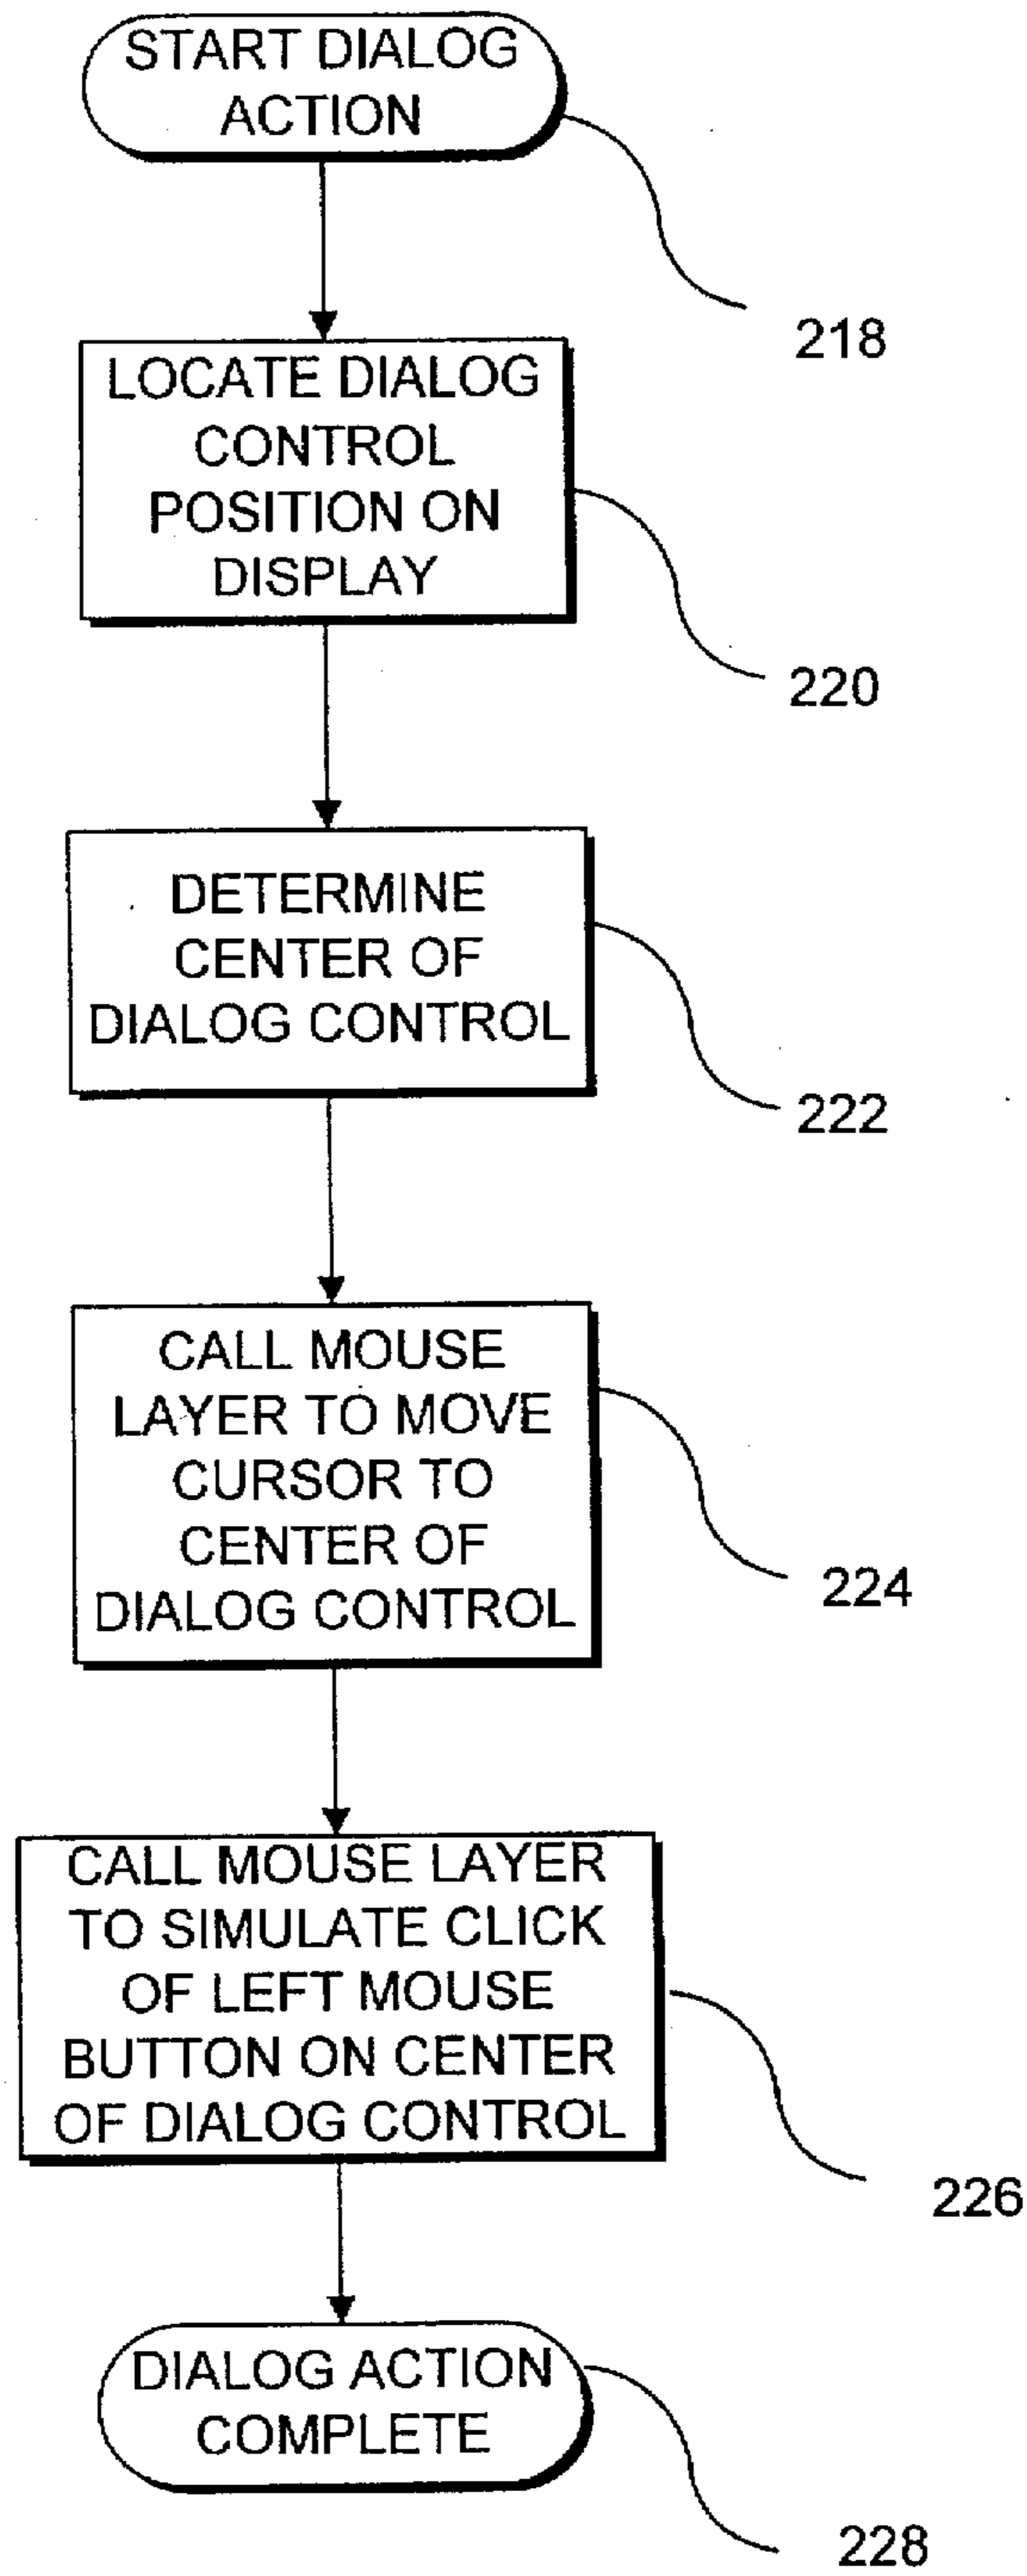 START DIALOG
ACTION
218
LOCATE DIALOG
CONTROL
POSITION ON
DISPLAY
220
DETERMINE
CENTER OF
DIALOG CONTROL
222
CALL MOUSE
LAYER TO MOVE
CURSOR TO
CENTER OF
DIALOG CONTROL
224
CALL MOUSE LAYER
TO SIMULATE CLICK
OF LEFT MOUSE
BUTTON ON CENTER
OF DIALOG CONTROL
226
DIALOG ACTION
COMPLETE
228